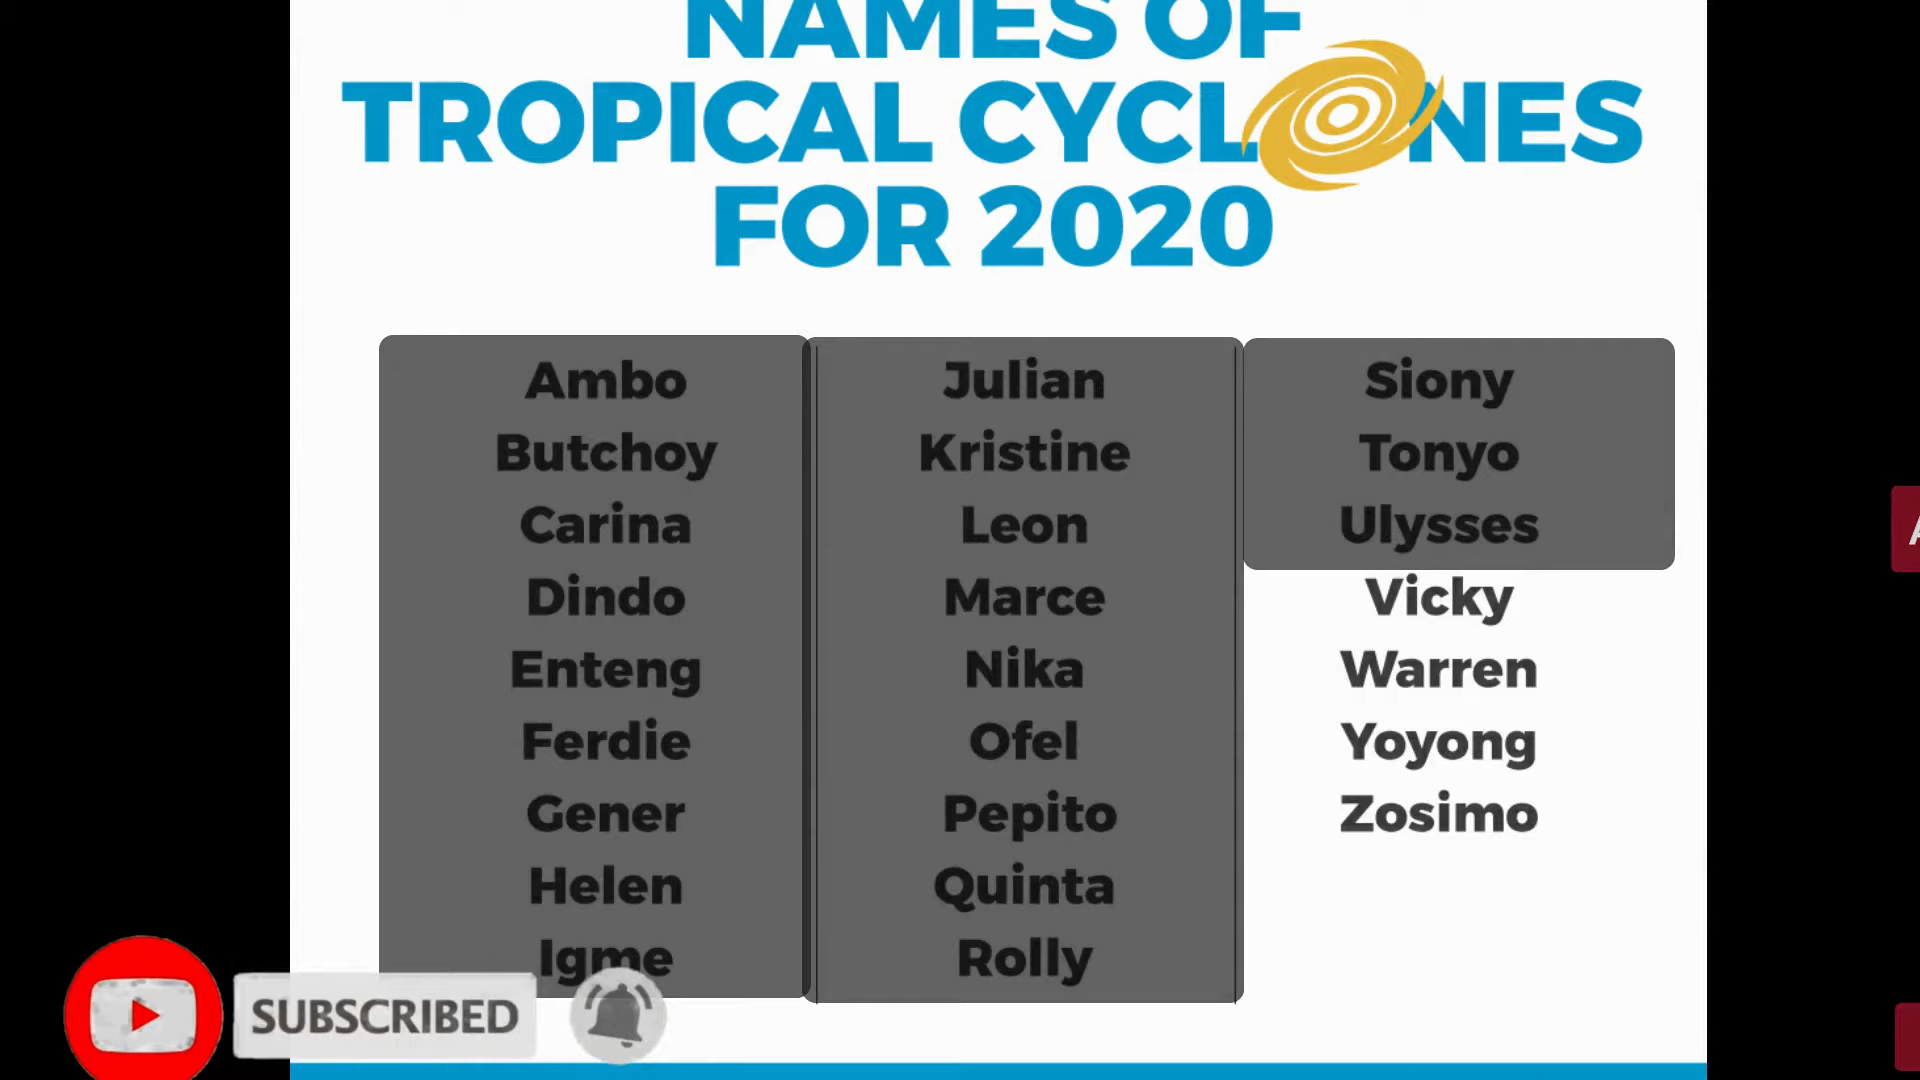 NAMES OF
TROPICAL CYCLONES
FOR 2020
Ambo
Butchoy
Carina
Dindo
Enteng
Ferdie
Gener
Helen
Igme
Julian
Kristine
Leon
Marce
Nika
Ofel
Pepito
Quinta
Rolly
Siony
Tonyo
Ulysses
Vicky
Warren
Yoyong
Zosimo
SUBSCRIBED